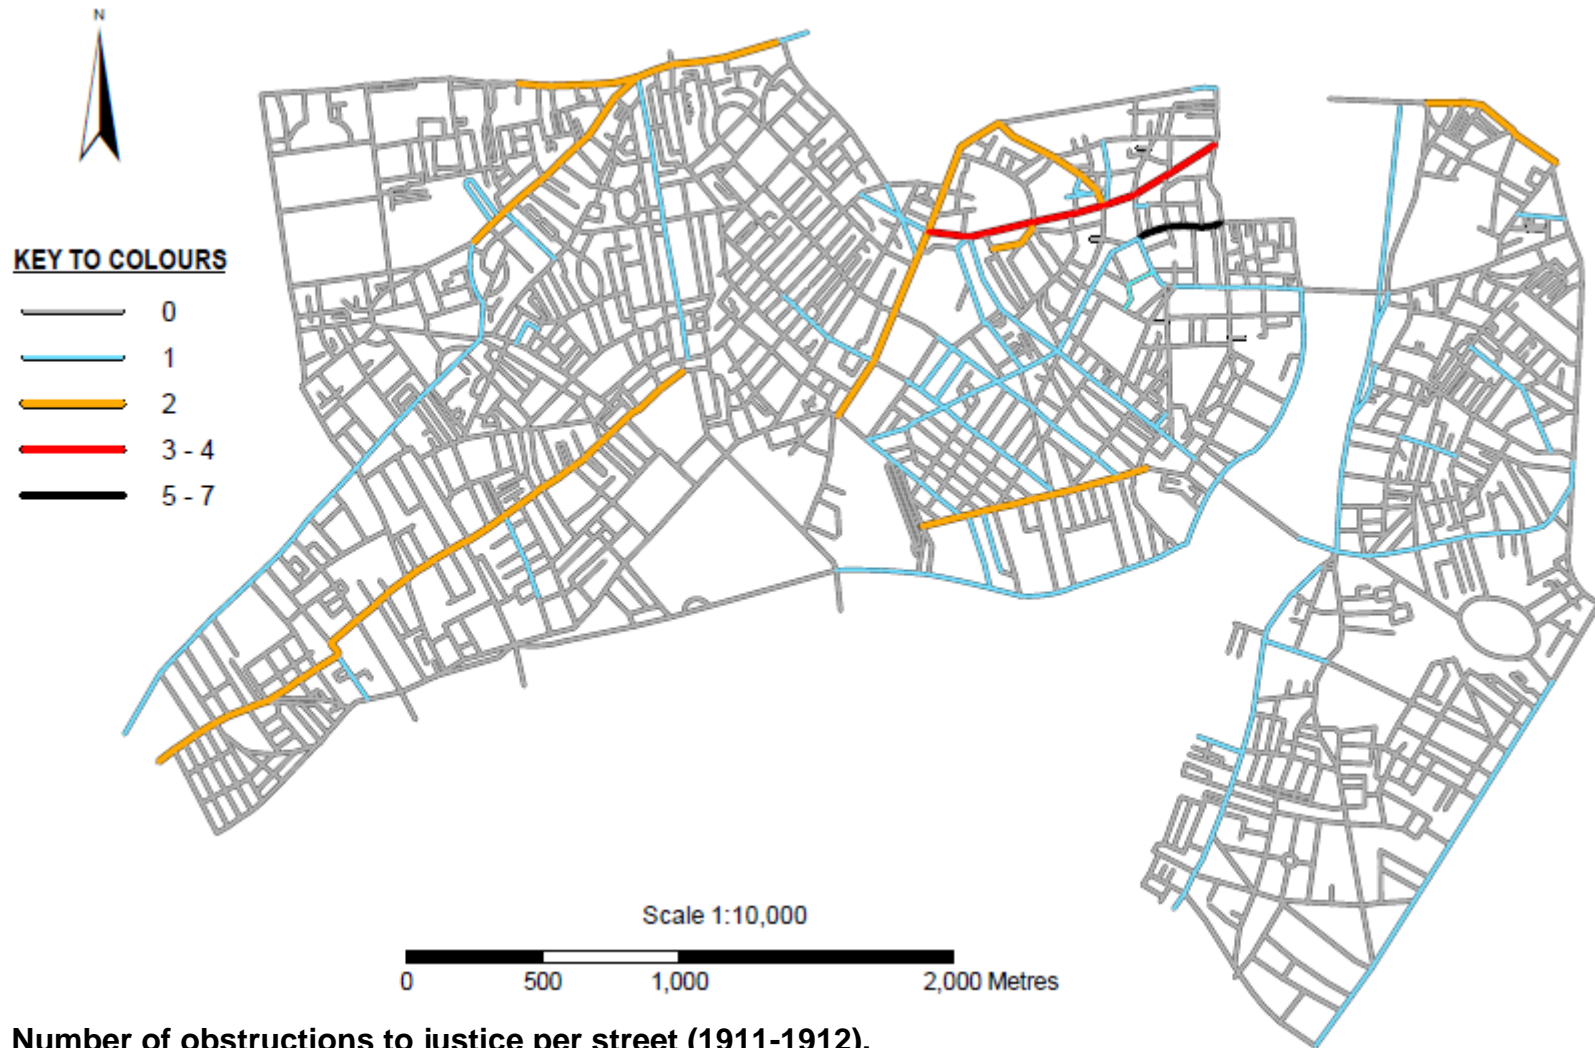 N
KEY TO COLOURS
0
1
2
3 - 4
5 - 7
Scale 1:10,000
0 500 1,000 2,000 Metres
Number of obstructions to justice per street (1911-1912).